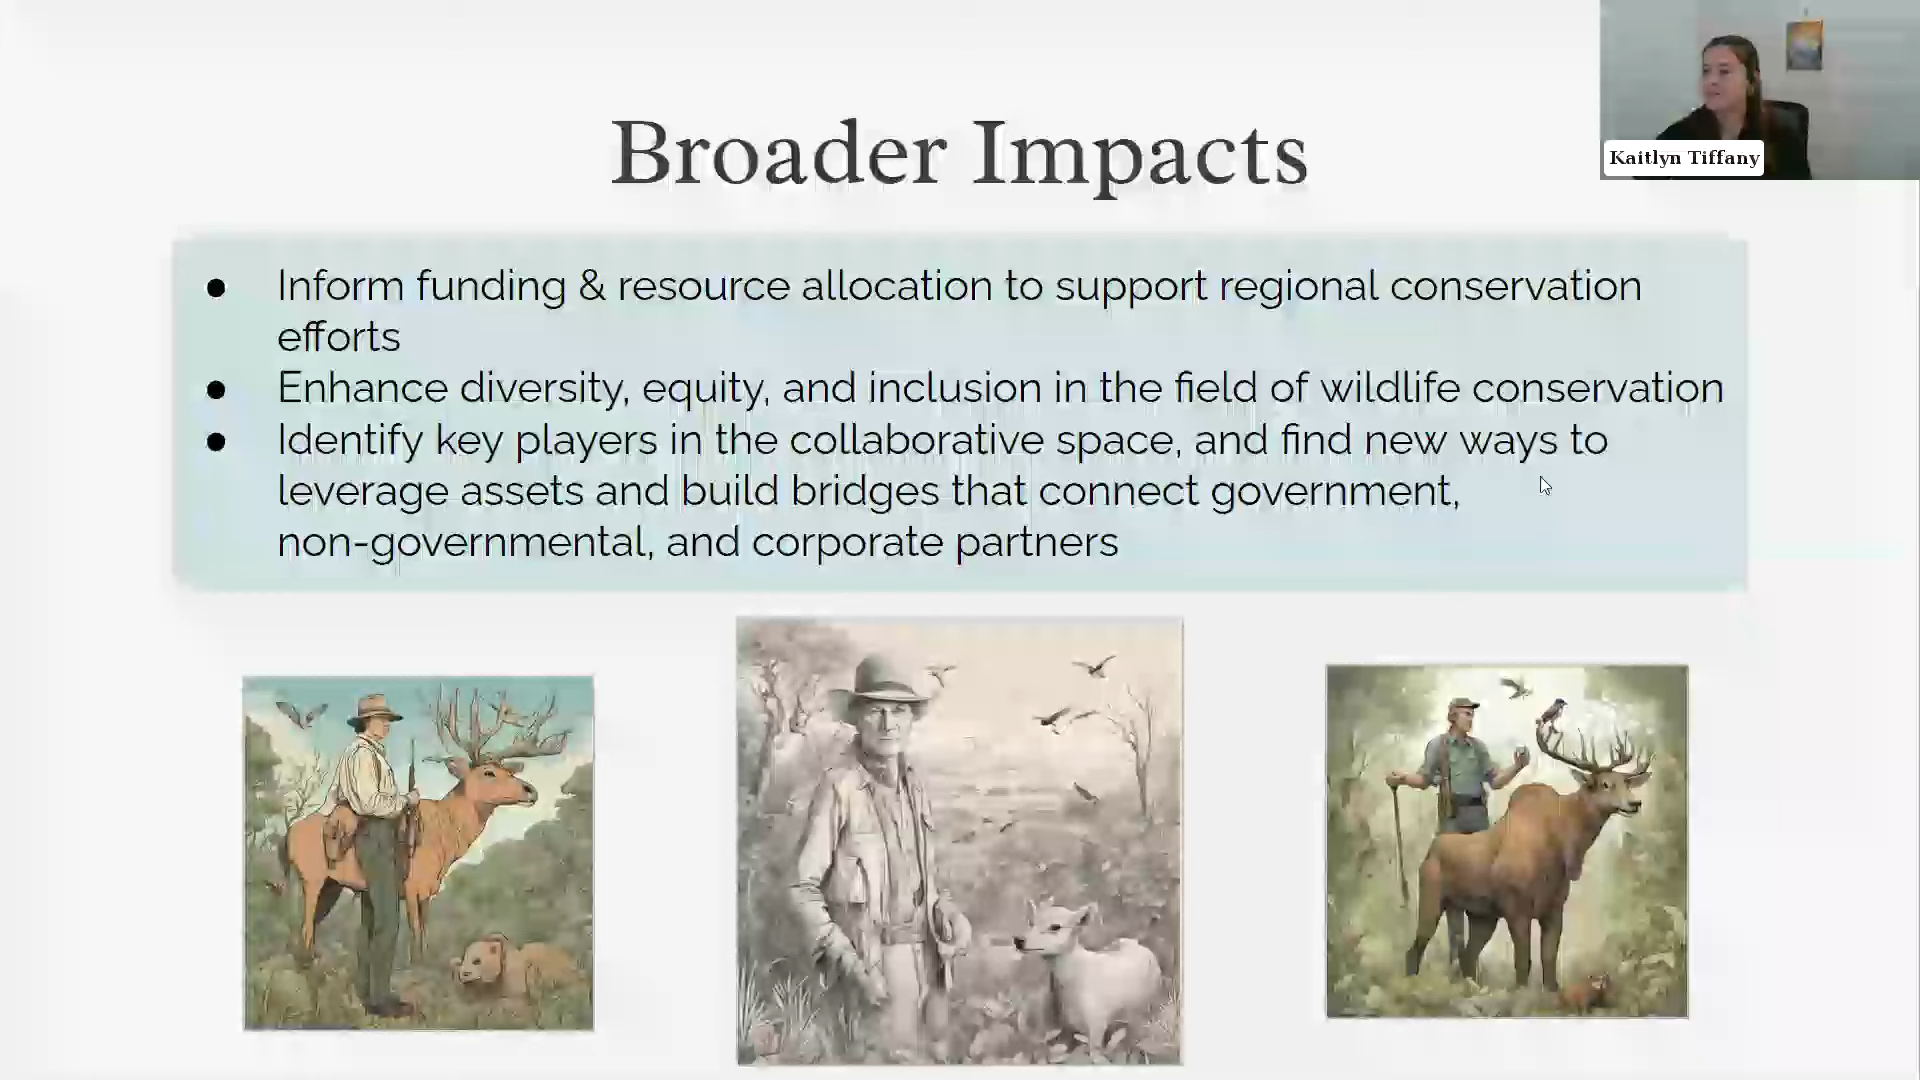 Broader Impacts
Kaitlyn Tiffany
● Inform funding & resource allocation to support regional conservation
efforts
● Enhance diversity, equity, and inclusion in the field of wildlife conservation
● Identify key players in the collaborative space, and find new ways to
leverage assets and build bridges that connect government,
non-governmental, and corporate partners